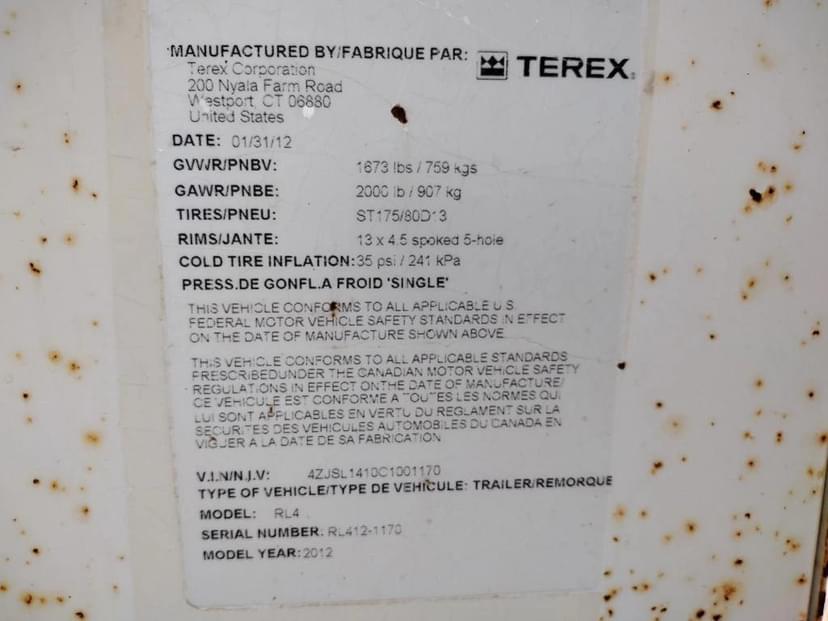 MANUFACTURED BY/FABRIQUE PAR: TEREX
Terex Corporation
200 Nyala Farm Road
Westport, CT 06880
United States
DATE: 01/31/12
GVWR/PNBV: 1673 lbs / 759 kgs
GAWR/PNBE: 2000 lb / 907 kg
TIRES/PNEU: ST175/80D13
RIMS/JANTE: 13 x 4.5 spoked 5-hole
COLD TIRE INFLATION: 35 psi / 241 kPa
PRESS.DE GONFL.A FROID 'SINGLE'
THIS VEHICLE CONFORMS TO ALL APPLICABLE U.S.
FEDERAL MOTOR VEHICLE SAFETY STANDARDS IN EFFECT
ON THE DATE OF MANUFACTURE SHOWN ABOVE.
THIS VEHICLE CONFORMS TO ALL APPLICABLE STANDARDS
PRESCRIBEDUNDER THE CANADIAN MOTOR VEHICLE SAFETY
REGULATIONS IN EFFECT ONTHE DATE OF MANUFACTURE/
CE VEHICULE EST CONFORME A TOUTES LES NORMES QUI
LUI SONT APPLICABLES EN VERTU DU REGLAMENT SUR LA
SECURITES DES VEHICULES AUTOMOBILES DU CANADA EN
VIGUER A LA DATE DE SA FABRICATION
V.I.N/N.I.V: 4ZJSL1410C1001170
TYPE OF VEHICLE/TYPE DE VEHICULE: TRAILER/REMORQUE
MODEL: RL4
SERIAL NUMBER: RL412-1170
MODEL YEAR: 2012